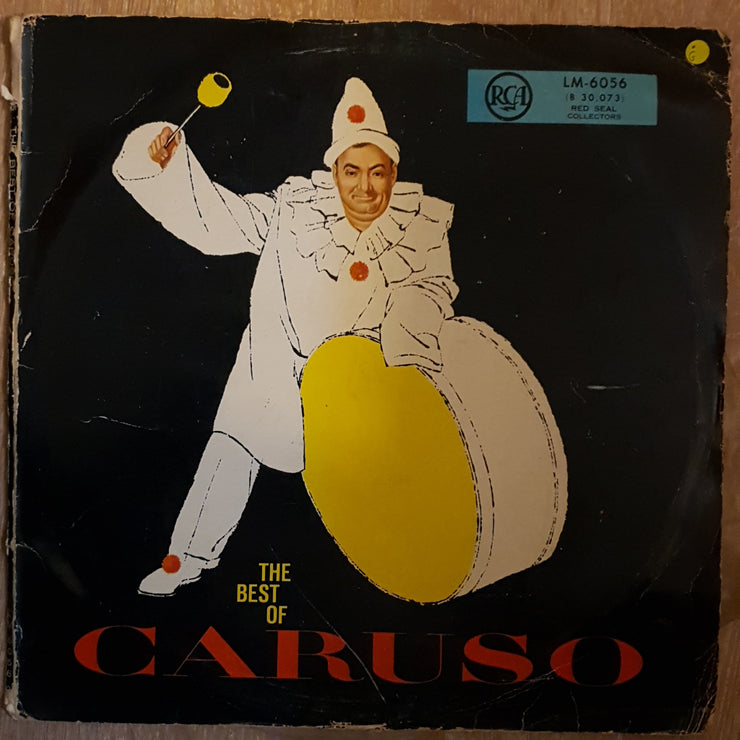 RCA
LM-6056
(B 30,073)
RED SEAL
COLLECTORS
THE
BEST
OF
CARUSO